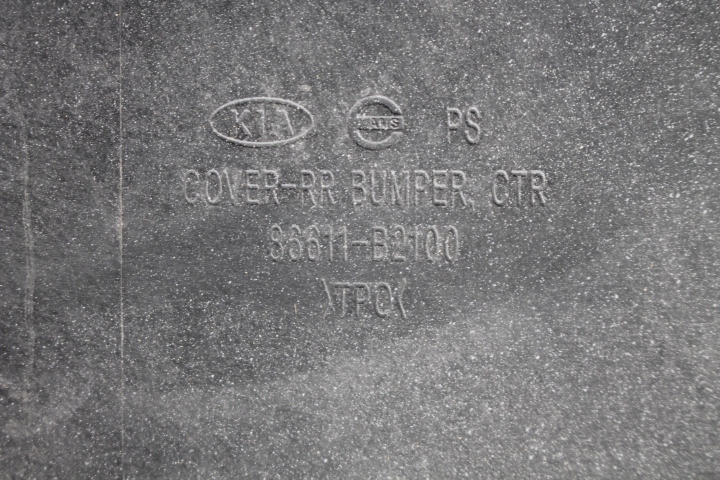 KIA PS
COVER-RR BUMPER, CTR
86611-B2100
>TPO<